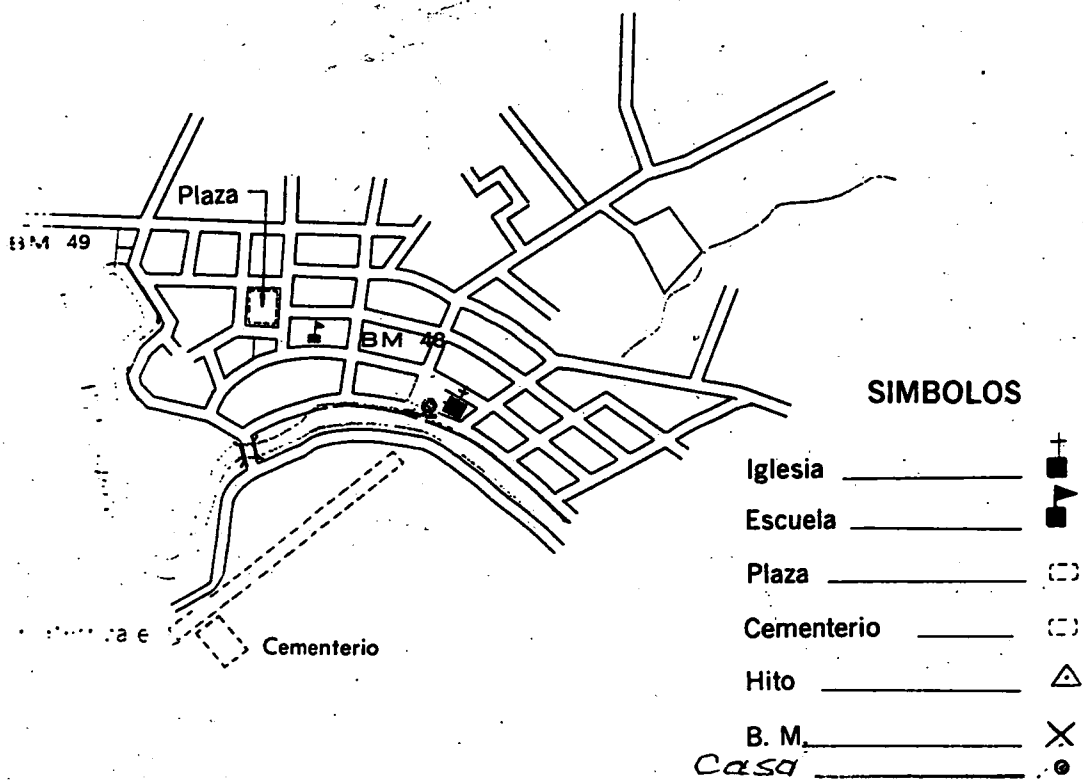 Plaza
BM 49
BM 48
Cementerio
SIMBOLOS
Iglesia
Escuela
Plaza
Cementerio
Hito
B. M.
Casa